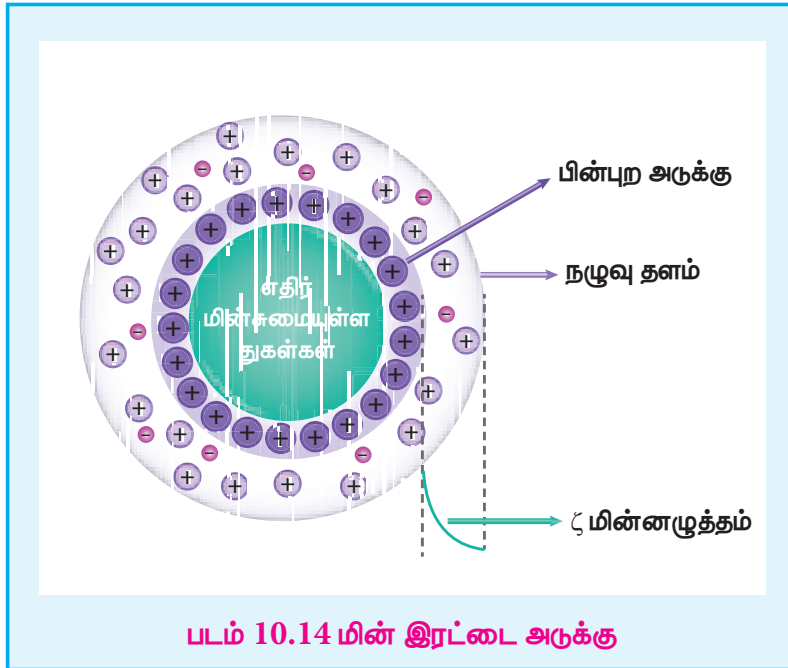 பின்புற அடுக்கு
நழுவு தளம்
எதிர்
மின்சுமையுள்ள
துகள்கள்
ζ மின்னழுத்தம்
படம் 10.14 மின் இரட்டை அடுக்கு